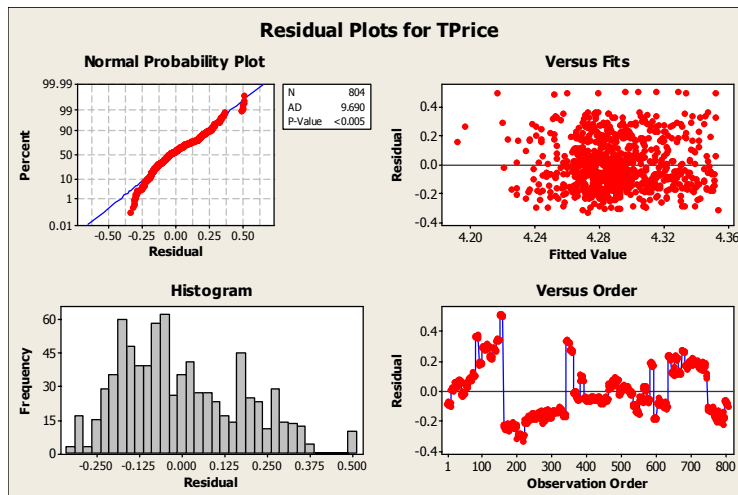 Residual Plots for TPrice
Normal Probability Plot
99.99
99
90
50
10
1
0.01
Percent
-0.50 -0.25 0.00 0.25 0.50
Residual
N 804
AD 9.690
P-Value <0.005
Versus Fits
0.4
0.2
0.0
-0.2
-0.4
Residual
4.20 4.24 4.28 4.32 4.36
Fitted Value
Histogram
60
45
30
15
0
Frequency
-0.250 -0.125 0.000 0.125 0.250 0.375 0.500
Residual
Versus Order
0.4
0.2
0.0
-0.2
-0.4
Residual
1 100 200 300 400 500 600 700 800
Observation Order